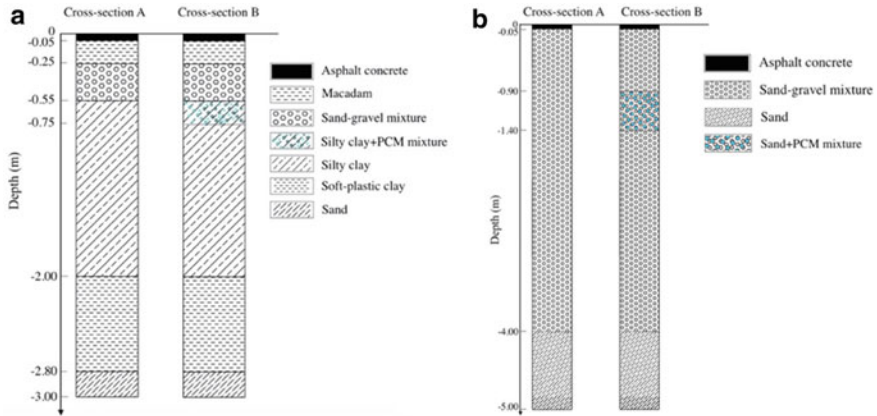 a
Cross-section A
Cross-section B
0
-0.05
-0.25
-0.55
-0.75
-2.00
-2.80
-3.00
Depth (m)
Asphalt concrete
Macadam
Sand-gravel mixture
Silty clay+PCM mixture
Silty clay
Soft-plastic clay
Sand
b
Cross-section A
Cross-section B
0
-0.05
-0.90
-1.40
-4.00
-5.00
Depth (m)
Asphalt concrete
Sand-gravel mixture
Sand
Sand+PCM mixture